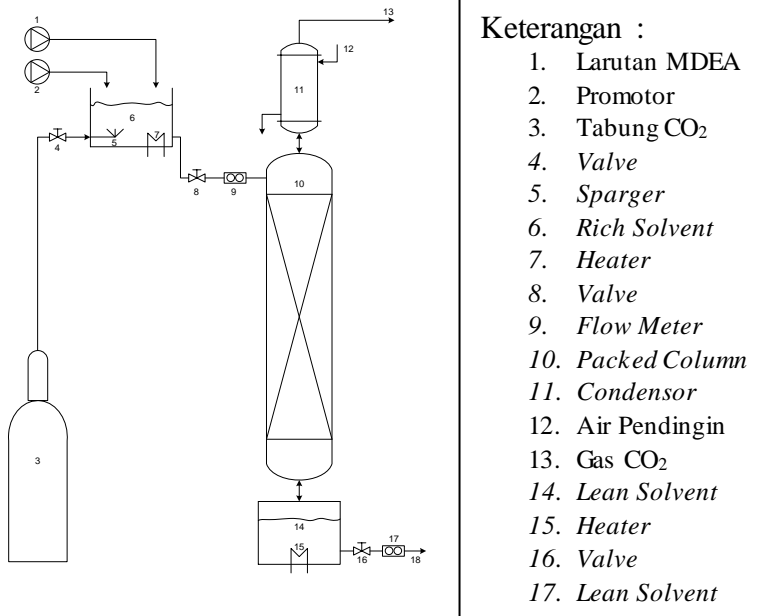 1
2
3
4
5
6
7
8
9
10
11
12
13
14
15
16
17
18
Keterangan :
1. Larutan MDEA
2. Promotor
3. Tabung CO₂
4. Valve
5. Sparger
6. Rich Solvent
7. Heater
8. Valve
9. Flow Meter
10. Packed Column
11. Condensor
12. Air Pendingin
13. Gas CO₂
14. Lean Solvent
15. Heater
16. Valve
17. Lean Solvent